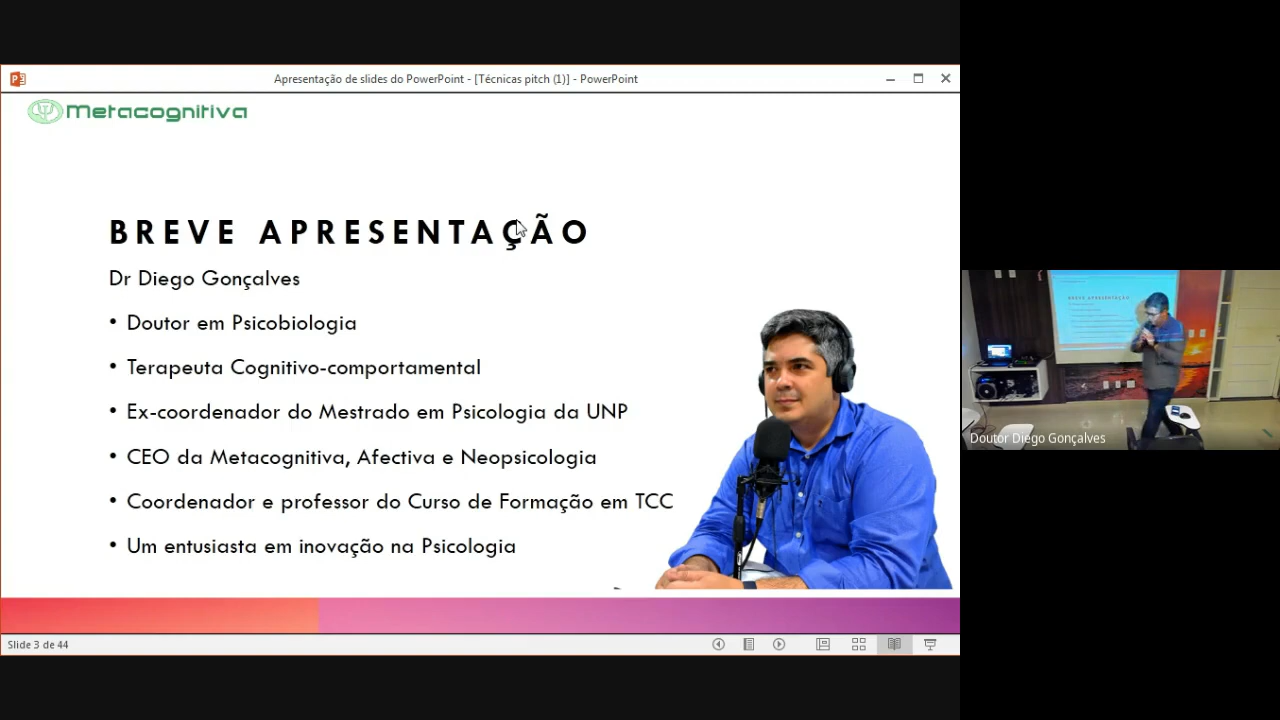 Apresentação de slides do PowerPoint - [Técnicas pitch (1)] - PowerPoint
Metacognitiva
BREVE APRESENTAÇÃO
Dr Diego Gonçalves
• Doutor em Psicobiologia
• Terapeuta Cognitivo-comportamental
• Ex-coordenador do Mestrado em Psicologia da UNP
• CEO da Metacognitiva, Afectiva e Neopsicologia
• Coordenador e professor do Curso de Formação em TCC
• Um entusiasta em inovação na Psicologia
Slide 3 de 44
BREVE APRESENTAÇÃO
Doutor Diego Gonçalves